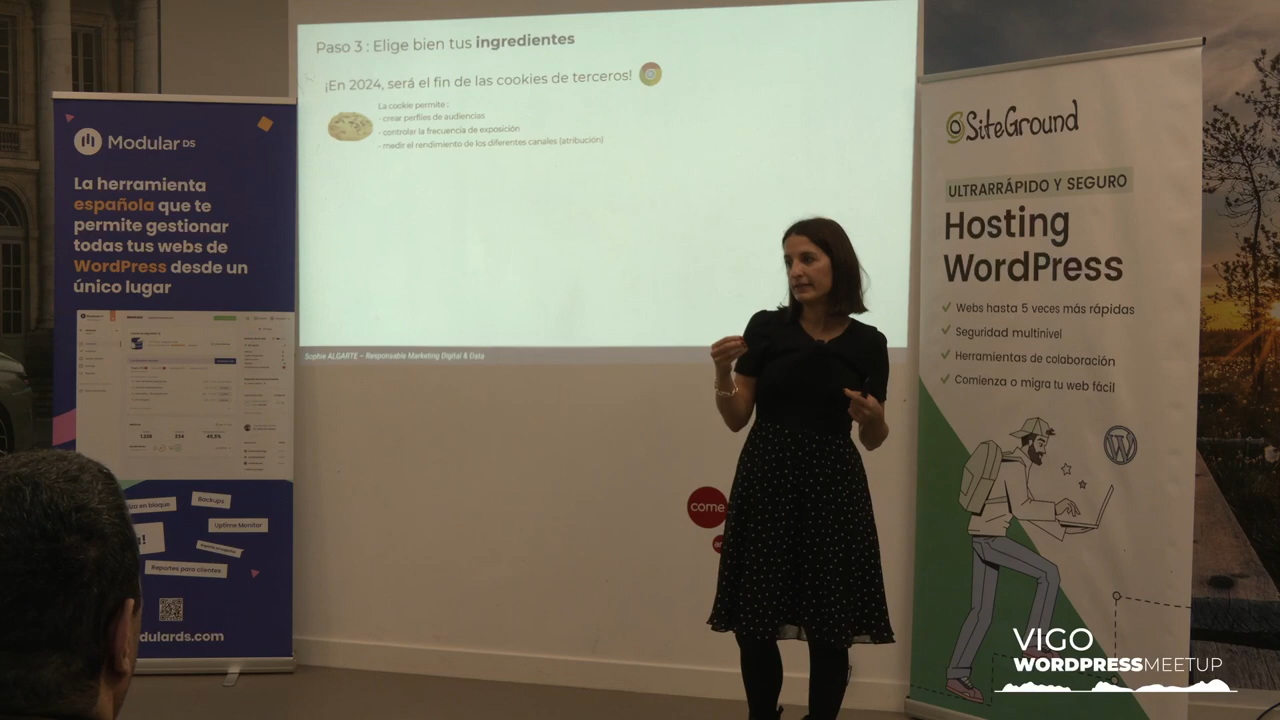 Paso 3 : Elige bien tus ingredientes
¡En 2024, será el fin de las cookies de terceros!
La cookie permite :
- crear perfiles de audiencias
- controlar la frecuencia de exposición
- medir el rendimiento de los diferentes canales (atribución)
Sophie ALGARTE – Responsable Marketing Digital & Data
Modular DS
La herramienta
española que te
permite gestionar
todas tus webs de
WordPress desde un
único lugar
en bloque
Backups
Uptime Monitor
Reportes para clientes
dulards.com
come
SiteGround
ULTRARRÁPIDO Y SEGURO
Hosting
WordPress
Webs hasta 5 veces más rápidas
Seguridad multinivel
Herramientas de colaboración
Comienza o migra tu web fácil
VIGO
WORDPRESSMEETUP